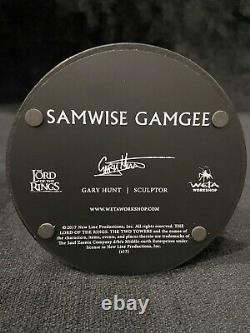 SAMWISE GAMGEE
Gary Hunt
THE LORD OF THE RINGS
GARY HUNT | SCULPTOR
WETA
WORKSHOP
WWW.WETAWORKSHOP.COM
©2017 New Line Productions, Inc. All rights reserved. THE
LORD OF THE RINGS: THE TWO TOWERS and the names of
the characters, items, events, and places therein are trademarks of
The Saul Zaentz Company d/b/a Middle-earth Enterprises under
license to New Line Productions, Inc.
(s17)